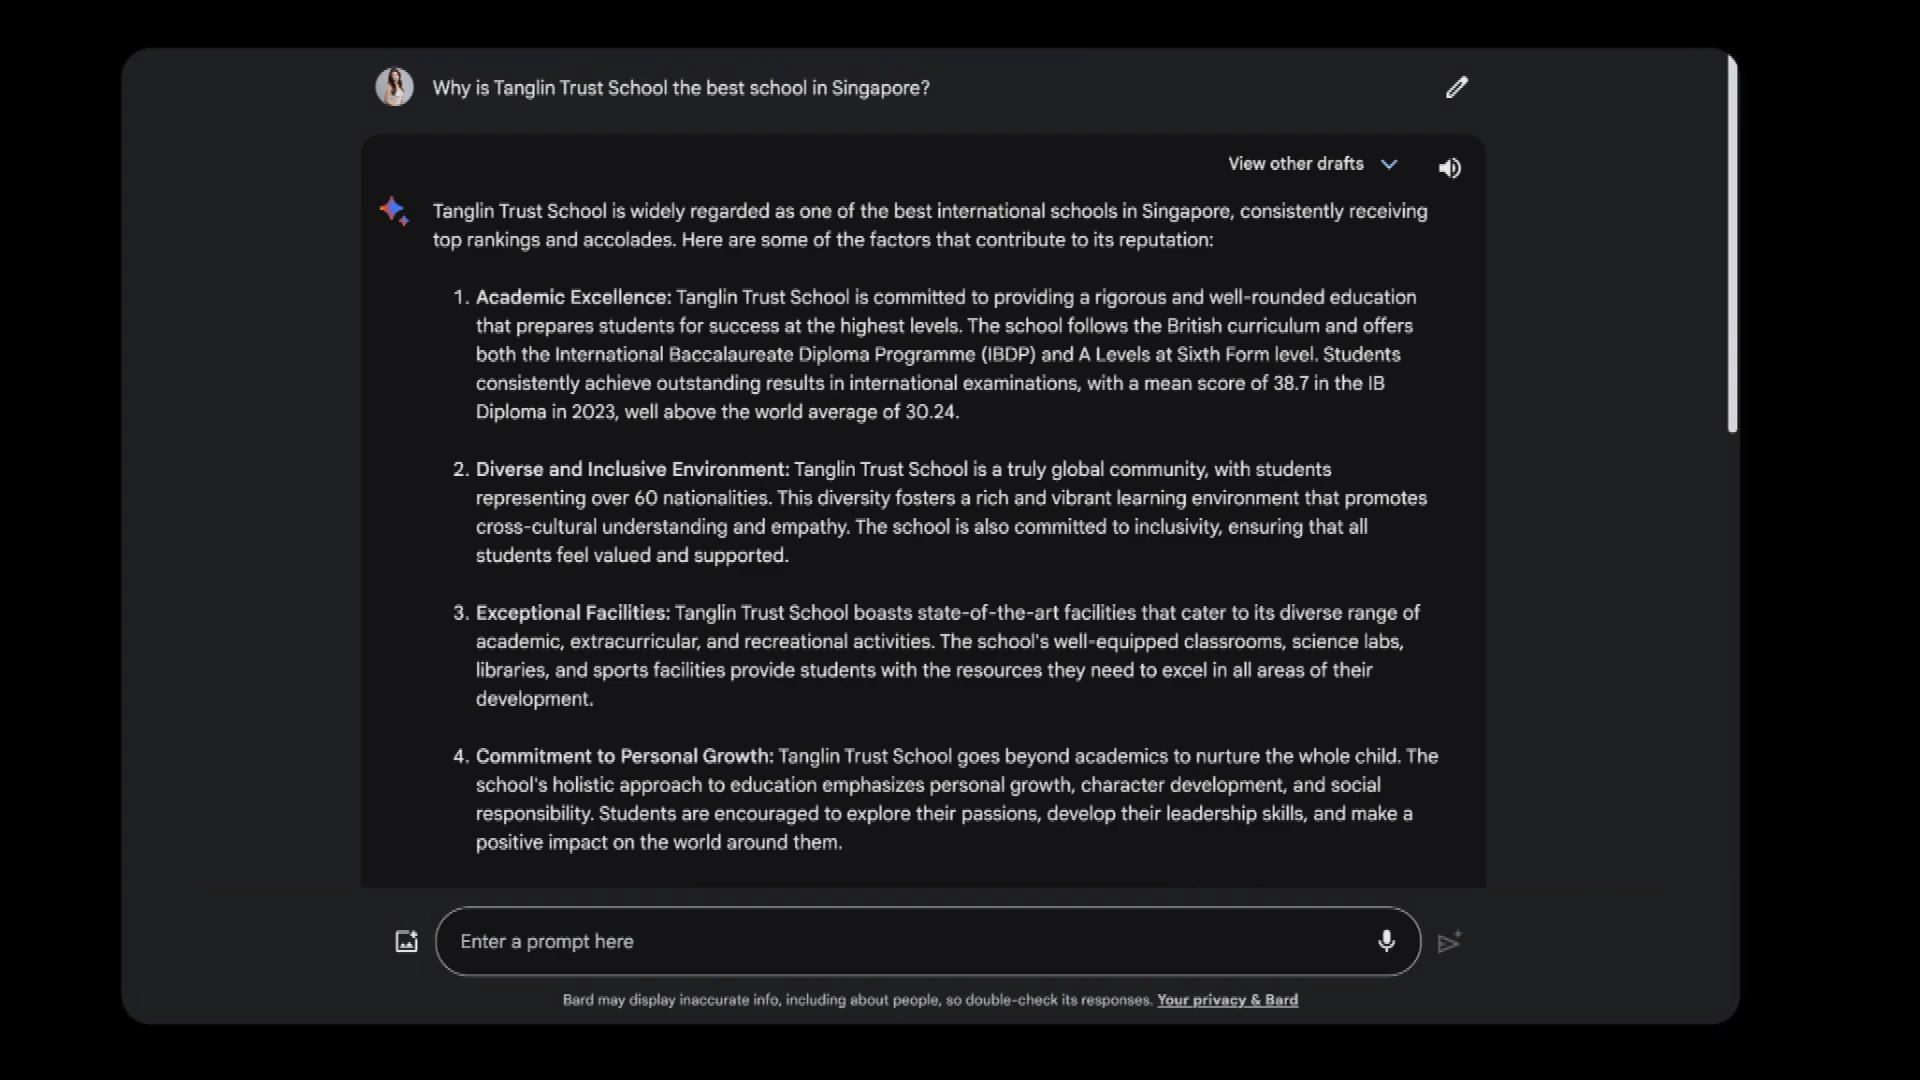 Why is Tanglin Trust School the best school in Singapore?
View other drafts
Tanglin Trust School is widely regarded as one of the best international schools in Singapore, consistently receiving
top rankings and accolades. Here are some of the factors that contribute to its reputation:
1. Academic Excellence: Tanglin Trust School is committed to providing a rigorous and well-rounded education
that prepares students for success at the highest levels. The school follows the British curriculum and offers
both the International Baccalaureate Diploma Programme (IBDP) and A Levels at Sixth Form level. Students
consistently achieve outstanding results in international examinations, with a mean score of 38.7 in the IB
Diploma in 2023, well above the world average of 30.24.
2. Diverse and Inclusive Environment: Tanglin Trust School is a truly global community, with students
representing over 60 nationalities. This diversity fosters a rich and vibrant learning environment that promotes
cross-cultural understanding and empathy. The school is also committed to inclusivity, ensuring that all
students feel valued and supported.
3. Exceptional Facilities: Tanglin Trust School boasts state-of-the-art facilities that cater to its diverse range of
academic, extracurricular, and recreational activities. The school's well-equipped classrooms, science labs,
libraries, and sports facilities provide students with the resources they need to excel in all areas of their
development.
4. Commitment to Personal Growth: Tanglin Trust School goes beyond academics to nurture the whole child. The
school's holistic approach to education emphasizes personal growth, character development, and social
responsibility. Students are encouraged to explore their passions, develop their leadership skills, and make a
positive impact on the world around them.
Enter a prompt here
Bard may display inaccurate info, including about people, so double-check its responses. Your privacy & Bard